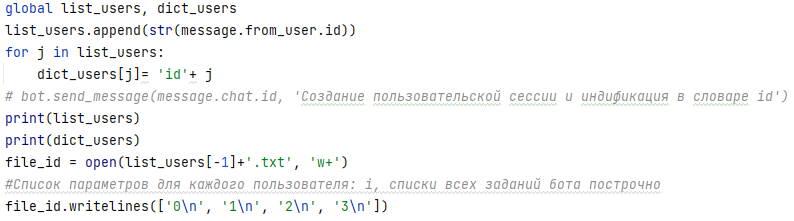 global list_users, dict_users
list_users.append(str(message.from_user.id))
for j in list_users:
    dict_users[j]= 'id'+ j
# bot.send_message(message.chat.id, 'Создание пользовательской сессии и индификация в словаре id')
print(list_users)
print(dict_users)
file_id = open(list_users[-1]+'.txt', 'w+')
#Список параметров для каждого пользователя: i, списки всех заданий бота построчно
file_id.writelines(['0\n', '1\n', '2\n', '3\n'])